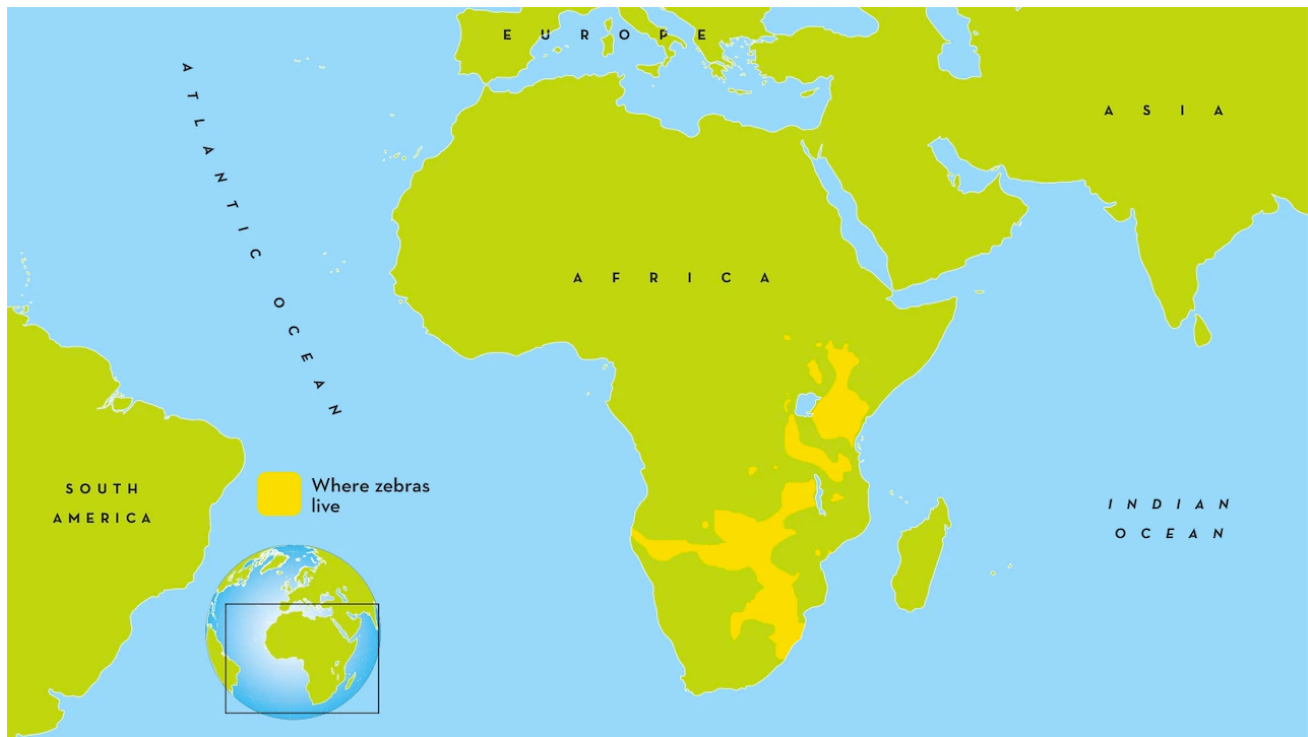 EUROPE
ATLANTIC OCEAN
ASIA
AFRICA
Where zebras
live
SOUTH
AMERICA
INDIAN
OCEAN